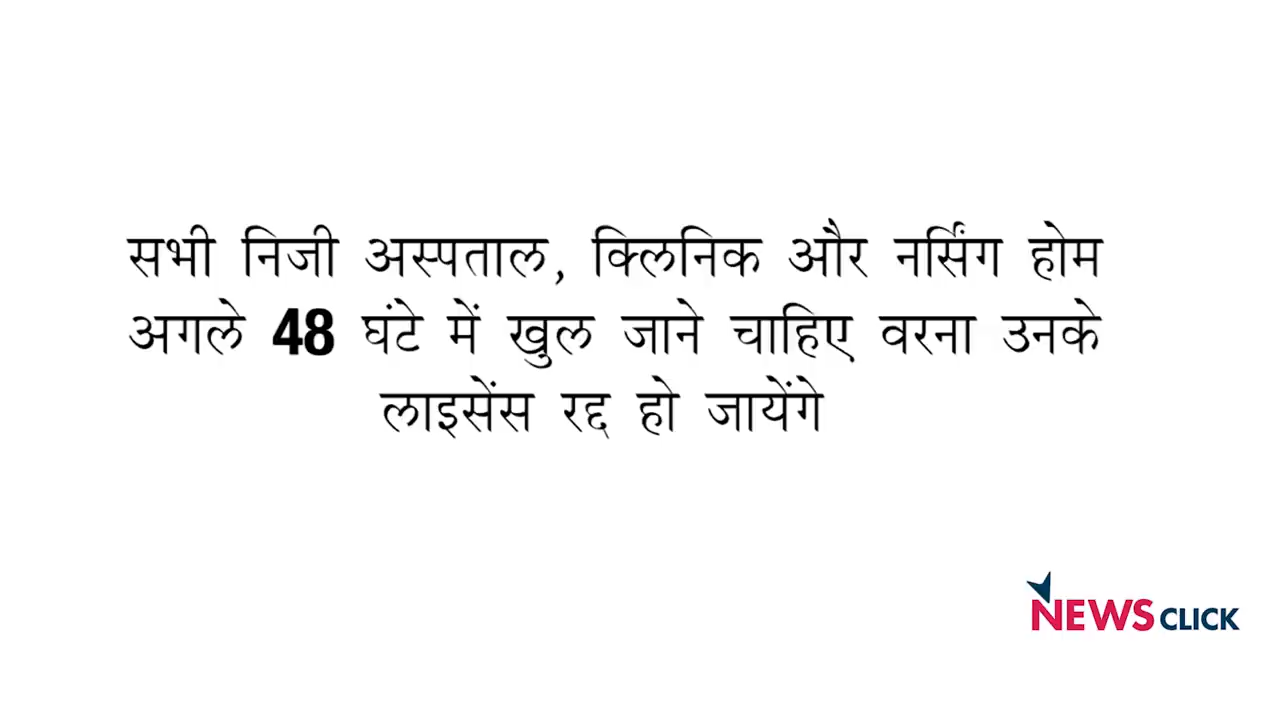 सभी निजी अस्पताल, क्लिनिक और नर्सिंग होम
अगले 48 घंटे में खुल जाने चाहिए वरना उनके
लाइसेंस रद्द हो जायेंगे
NEWSCLICK